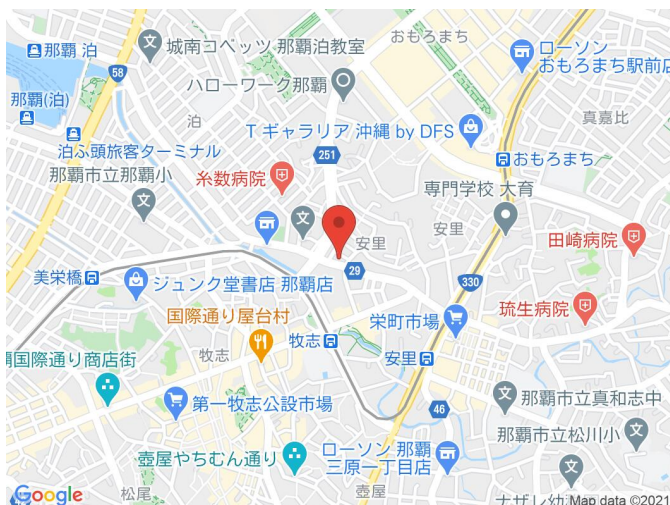 那覇 泊
城南コベッツ 那覇泊教室
おもろまち
ローソン
おもろまち駅前店
58
ハローワーク那覇
那覇(泊)
泊
真嘉比
Tギャラリア 沖縄 by DFS
泊ふ頭旅客ターミナル
251
おもろまち
那覇市立那覇小
糸数病院
専門学校 大育
安里
安里
田崎病院
美栄橋
29
330
ジュンク堂書店 那覇店
琉生病院
国際通り屋台村
栄町市場
覇国際通り商店街
牧志
牧志
安里
第一牧志公設市場
46
那覇市立真和志中
那覇市立松川小
壺屋やちむん通り
ローソン 那覇
三原一丁目店
松尾
壺屋
ナザレ幼
Google
Map data ©2021